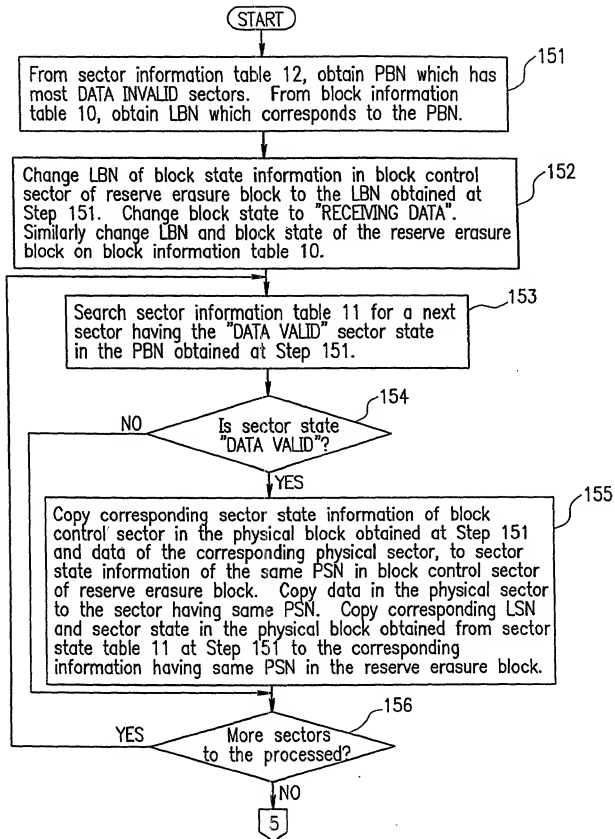 START
151
From sector information table 12, obtain PBN which has
most DATA INVALID sectors. From block information
table 10, obtain LBN which corresponds to the PBN.
152
Change LBN of block state information in block control
sector of reserve erasure block to the LBN obtained at
Step 151. Change block state to "RECEIVING DATA".
Similarly change LBN and block state of the reserve erasure
block on block information table 10.
153
Search sector information table 11 for a next
sector having the "DATA VALID" sector state
in the PBN obtained at Step 151.
154
NO
Is sector state
"DATA VALID"?
YES
155
Copy corresponding sector state information of block
control sector in the physical block obtained at Step 151
and data of the corresponding physical sector, to sector
state information of the same PSN in block control sector
of reserve erasure block. Copy data in the physical sector
to the sector having same PSN. Copy corresponding LSN
and sector state in the physical block obtained from sector
state table 11 at Step 151 to the corresponding
information having same PSN in the reserve erasure block.
156
YES
More sectors
to the processed?
NO
5